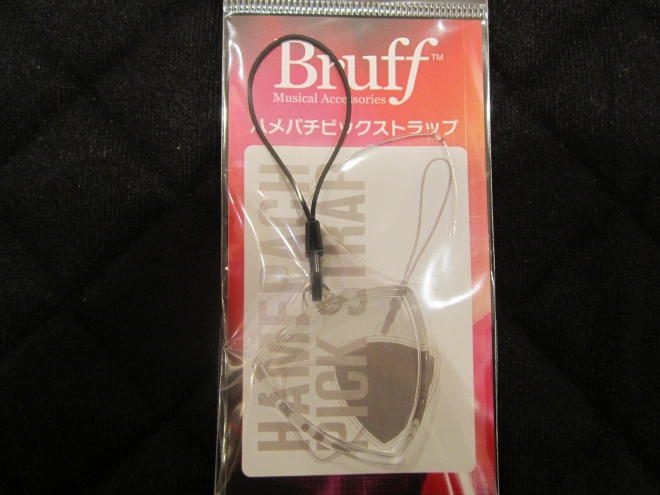 Bruff™
Musical Accessories
ハメパチピックストラップ
HAMEPACHI
PICK STRAP